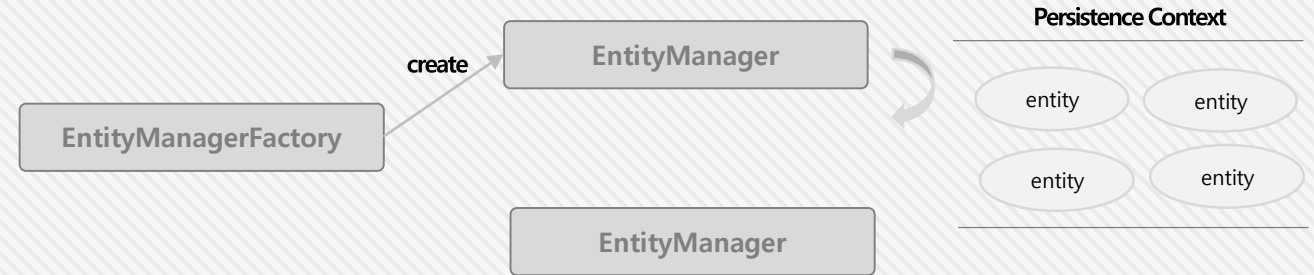 Persistence Context
EntityManager
create
entity
entity
EntityManagerFactory
entity
entity
EntityManager